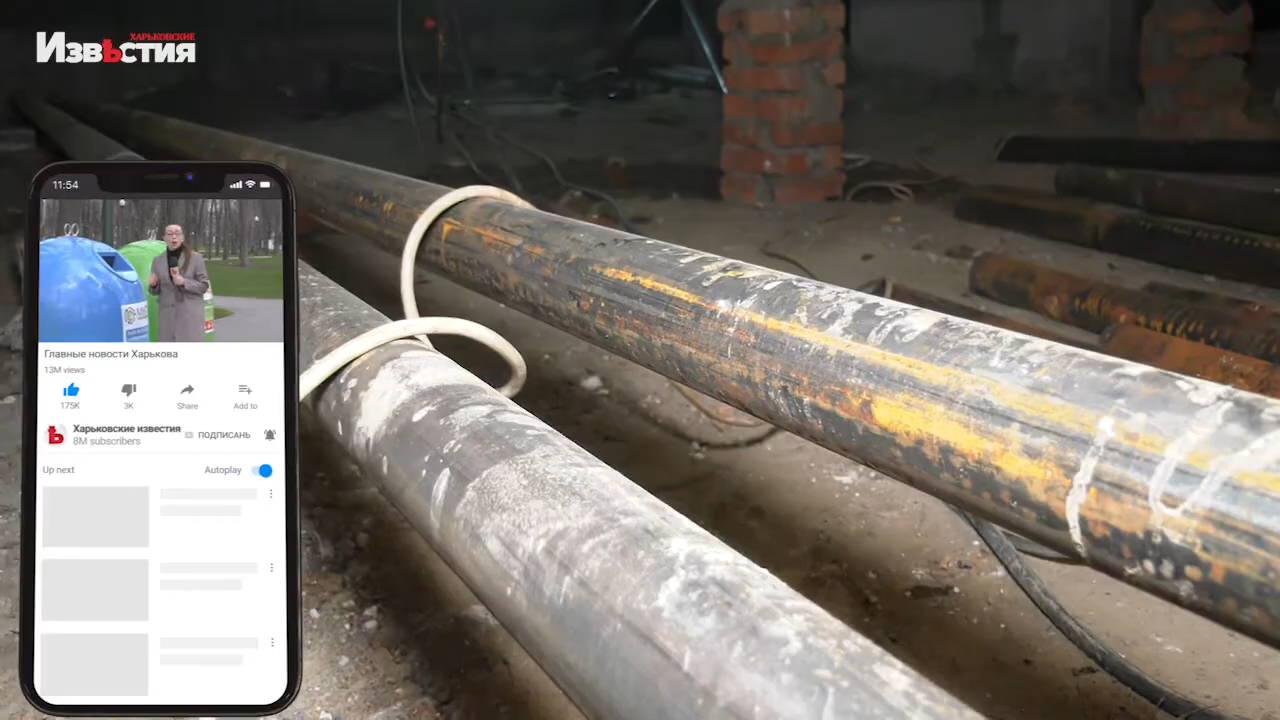 ХАРЬКОВСКИЕ
ИзвЪстия
11:54
Главные новости Харькова
13M views
175K
3K
Share
Add to
Ъ
Харьковские известия
8M subscribers
ПОДПИСАНЬ
Up next
Autoplay